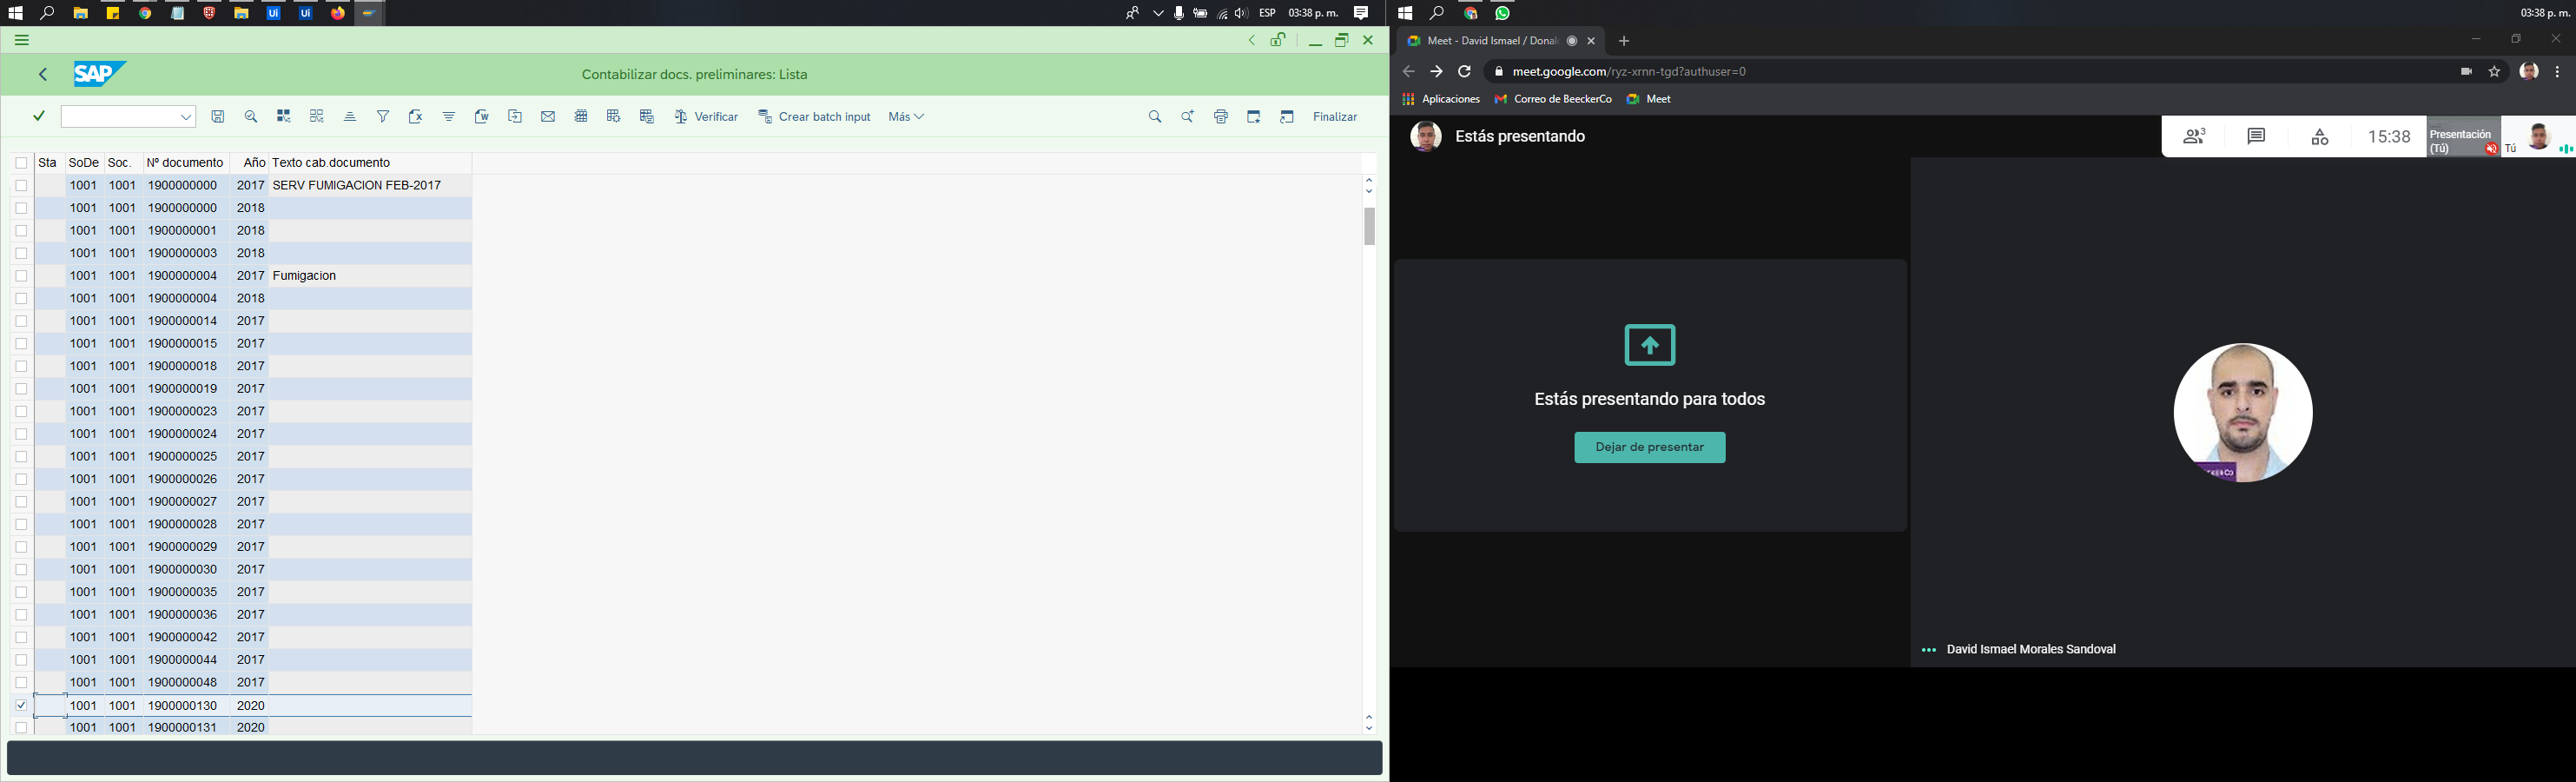 Ui
Ui
ESP
03:38 p. m.
SAP
Contabilizar docs. preliminares: Lista
Verificar
Crear batch input
Más
Finalizar
Sta SoDe Soc. Nº documento Año Texto cab.documento
1001 1001 1900000000 2017 SERV FUMIGACION FEB-2017
1001 1001 1900000000 2018
1001 1001 1900000001 2018
1001 1001 1900000003 2018
1001 1001 1900000004 2017 Fumigacion
1001 1001 1900000004 2018
1001 1001 1900000014 2017
1001 1001 1900000015 2017
1001 1001 1900000018 2017
1001 1001 1900000019 2017
1001 1001 1900000023 2017
1001 1001 1900000024 2017
1001 1001 1900000025 2017
1001 1001 1900000026 2017
1001 1001 1900000027 2017
1001 1001 1900000028 2017
1001 1001 1900000029 2017
1001 1001 1900000030 2017
1001 1001 1900000035 2017
1001 1001 1900000036 2017
1001 1001 1900000042 2017
1001 1001 1900000044 2017
1001 1001 1900000048 2017
1001 1001 1900000130 2020
1001 1001 1900000131 2020
03:38 p. m.
Meet - David Ismael / Donal
meet.google.com/ryz-xrnn-tgd?authuser=0
Aplicaciones
Correo de BeeckerCo
Meet
Estás presentando
3
15:38
Presentación
(Tú)
Tú
Estás presentando para todos
Dejar de presentar
David Ismael Morales Sandoval